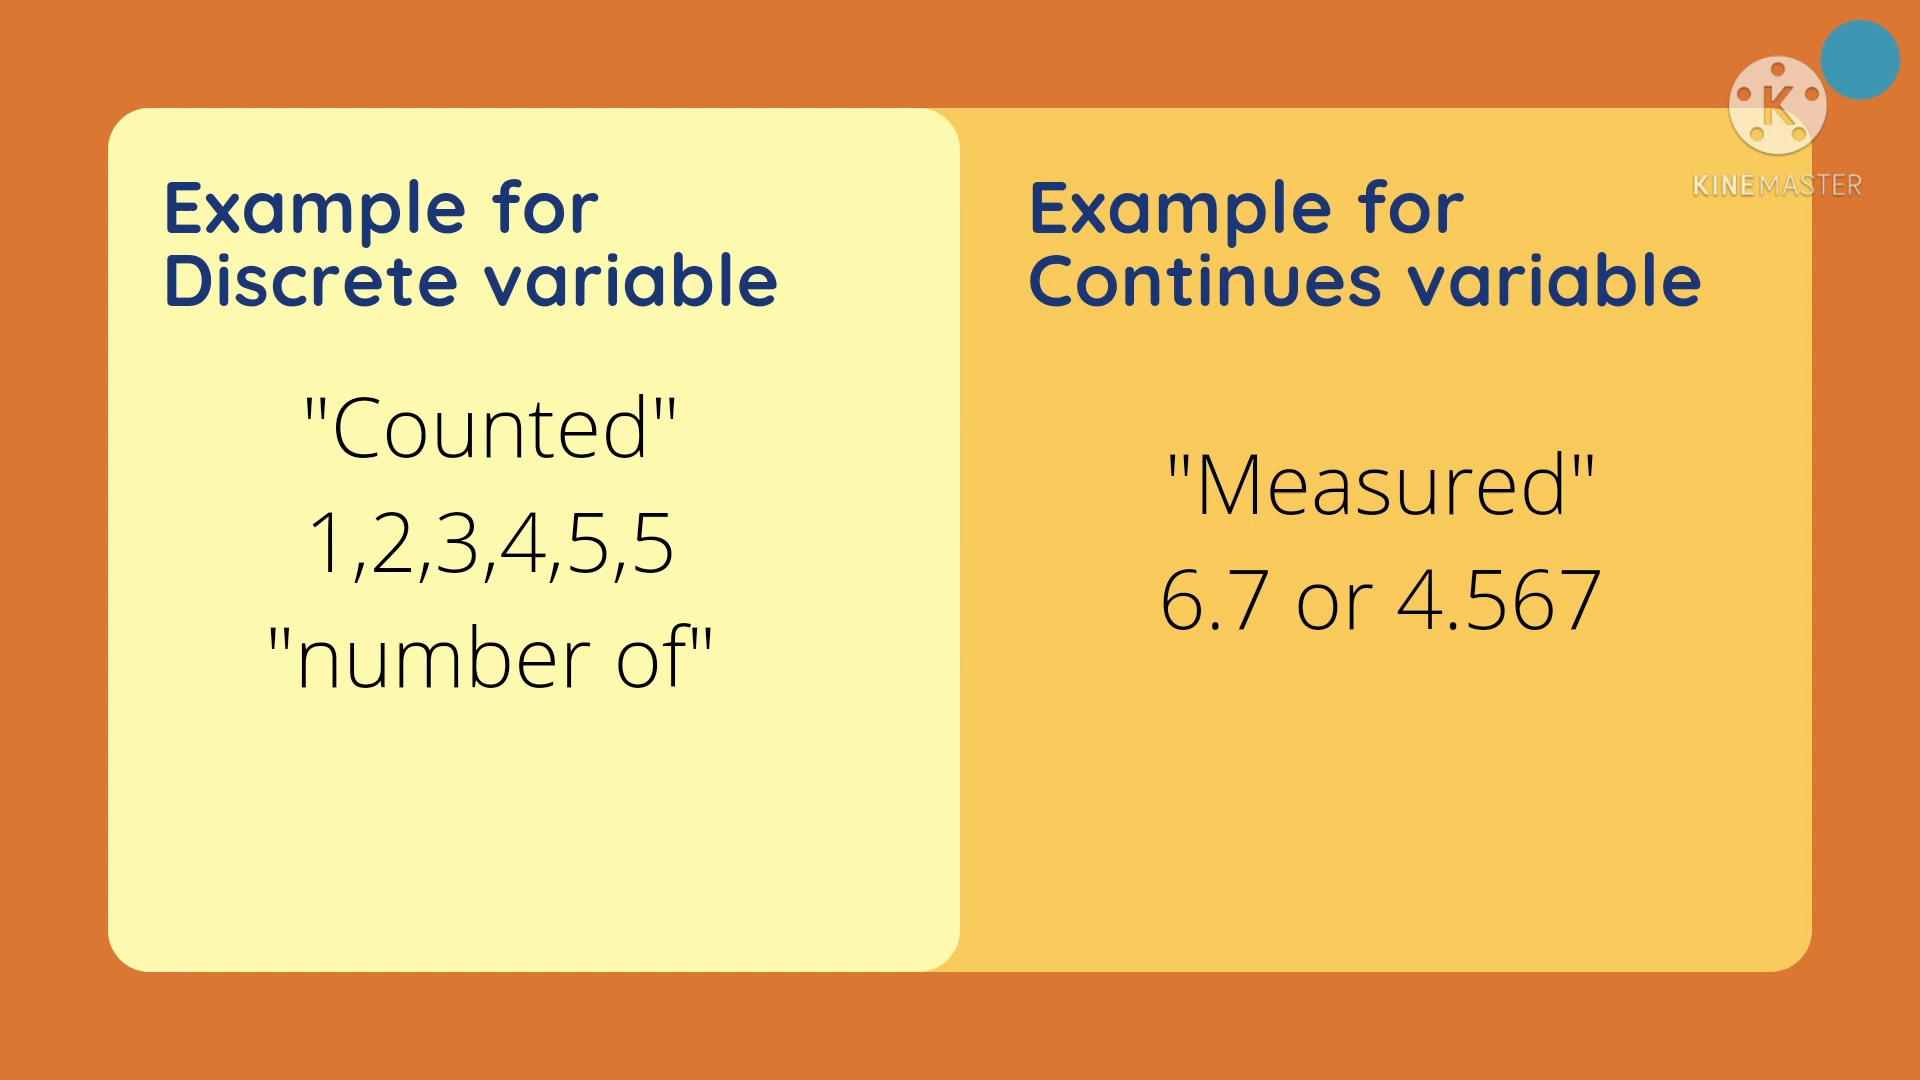 Example for
Discrete variable
"Counted"
1,2,3,4,5,5
"number of"
Example for
Continues variable
"Measured"
6.7 or 4.567
K
KINEMASTER